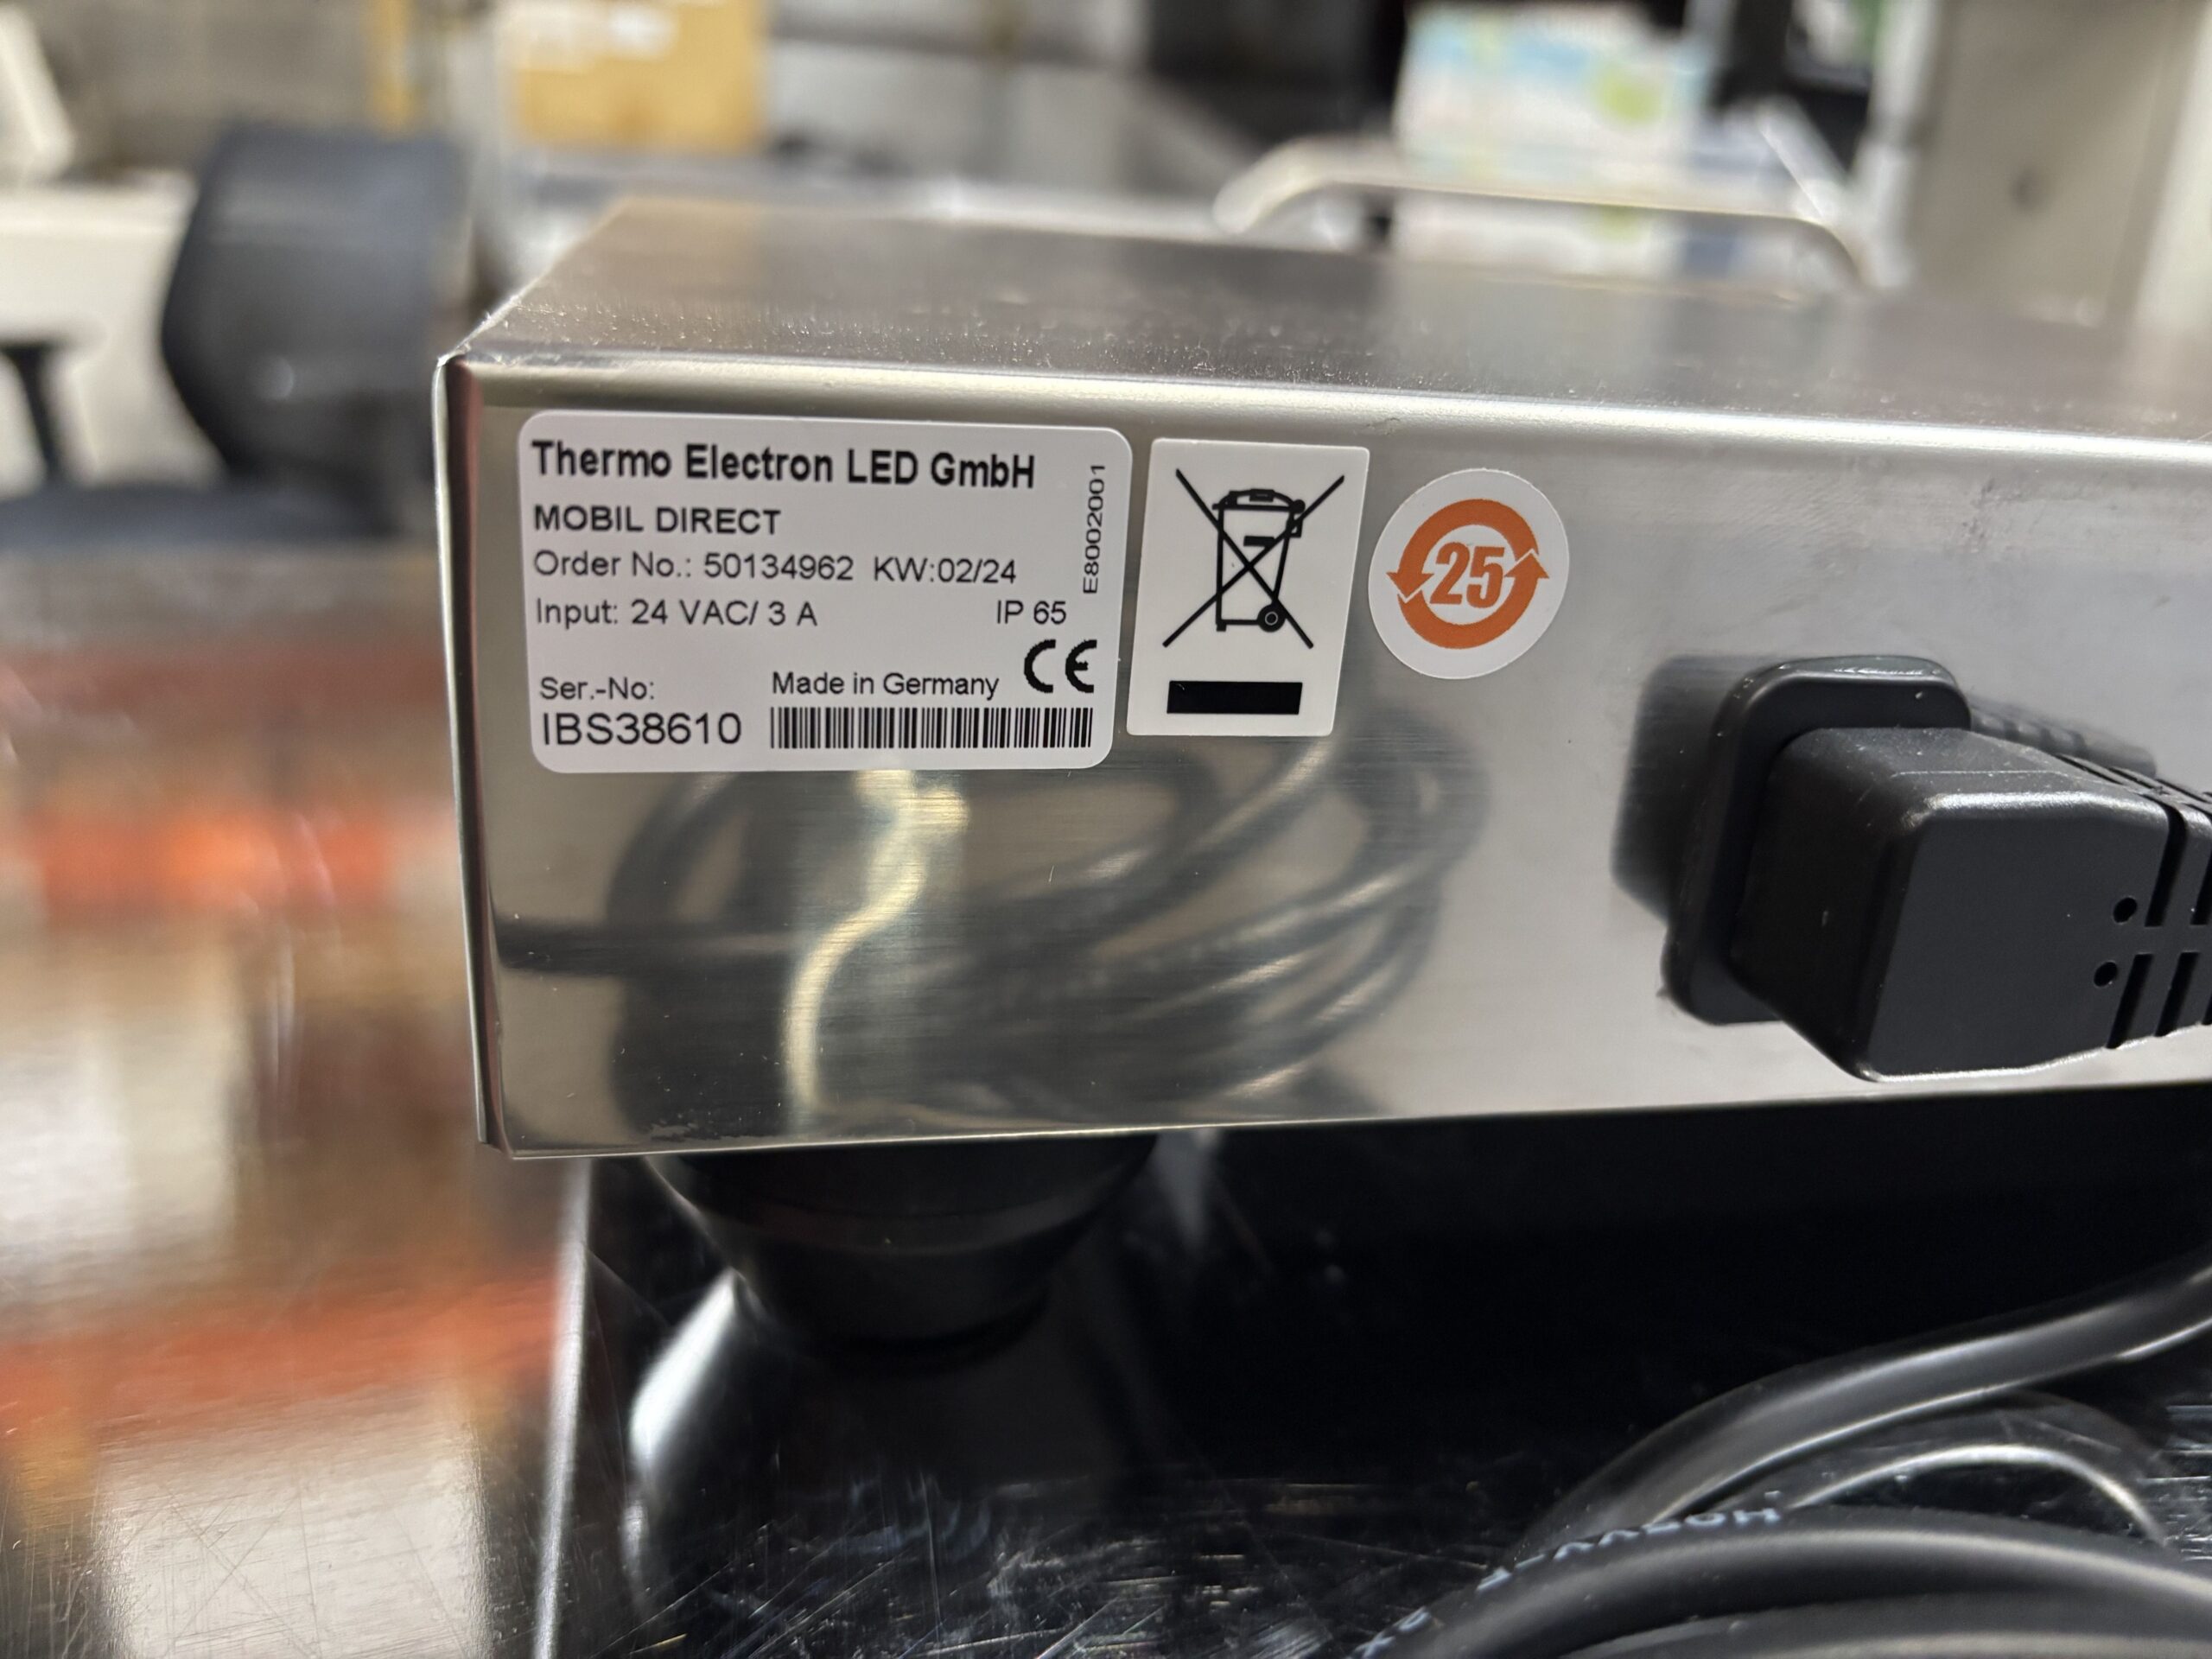 Thermo Electron LED GmbH
MOBIL DIRECT
Order No.: 50134962 KW:02/24
Input: 24 VAC/ 3 A IP 65
E8002001
Ser.-No: Made in Germany CE
IBS38610
25